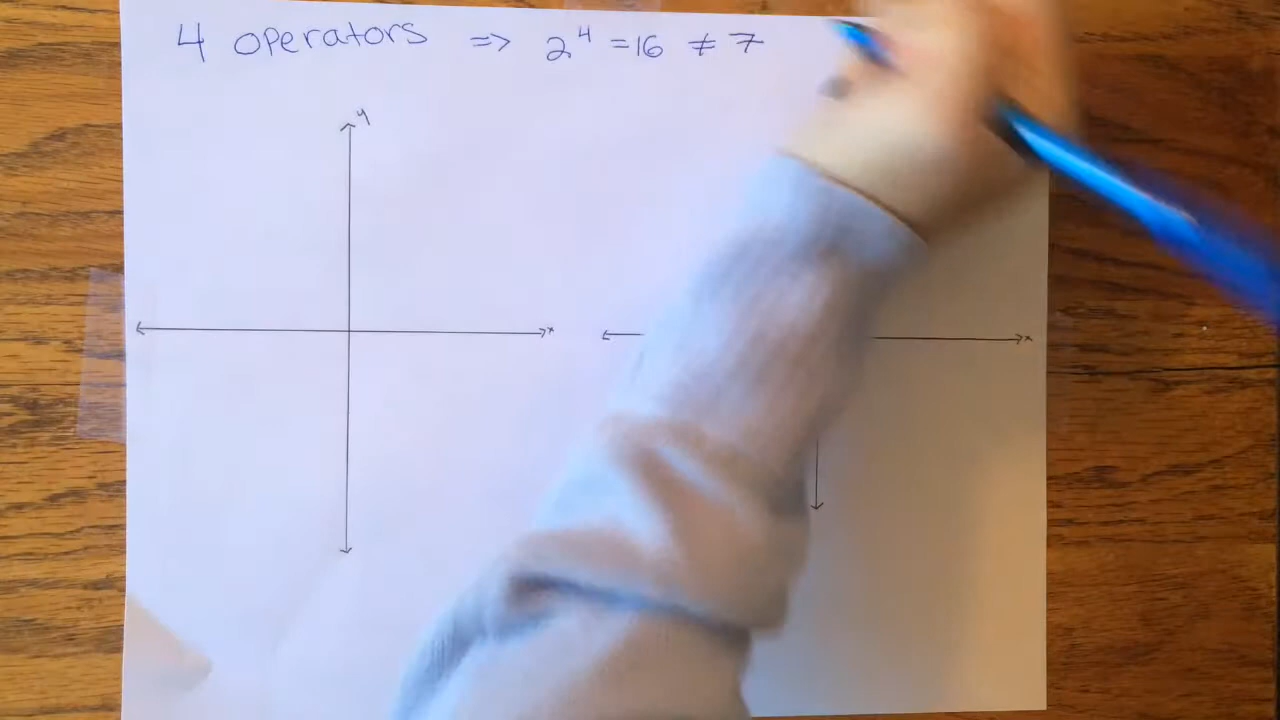 4 operators ⇒ 2⁴ = 16 ≠ 7
y
x
x